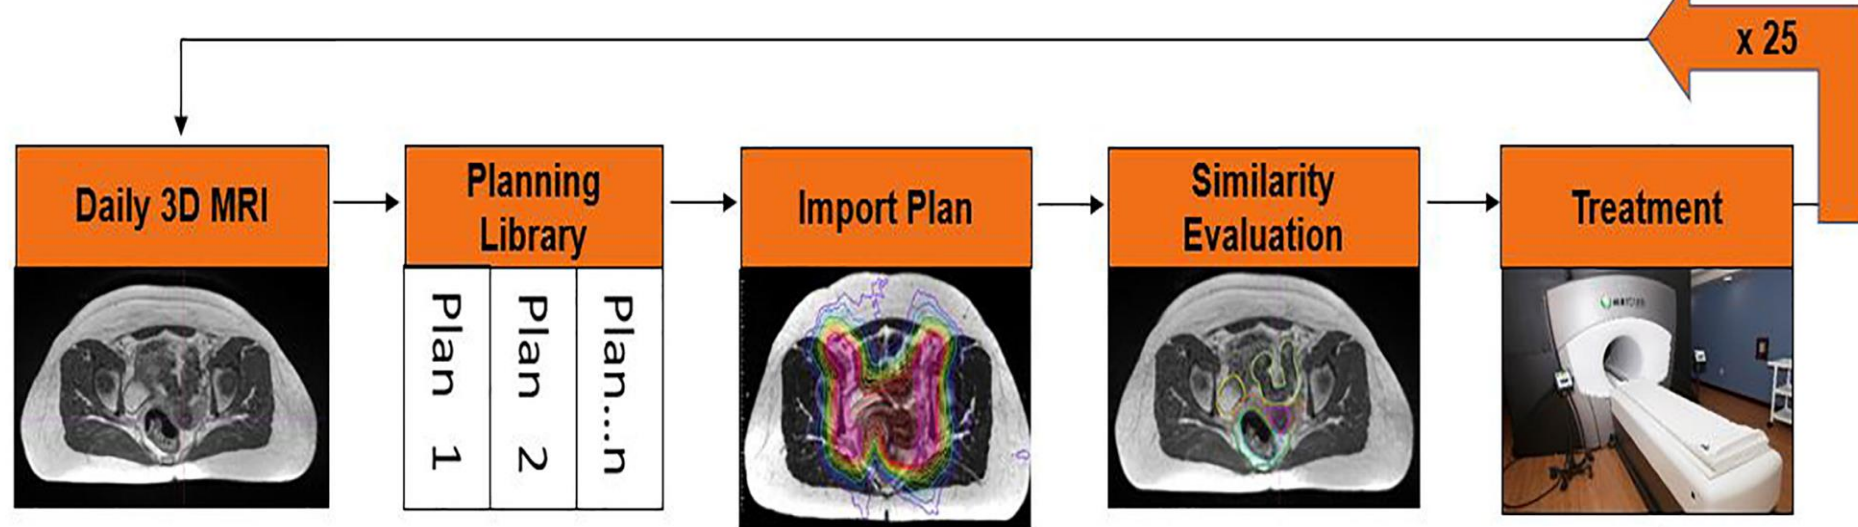 x 25
Daily 3D MRI
Planning
Library
Import Plan
Similarity
Evaluation
Treatment
Plan 1
Plan 2
Plan...n